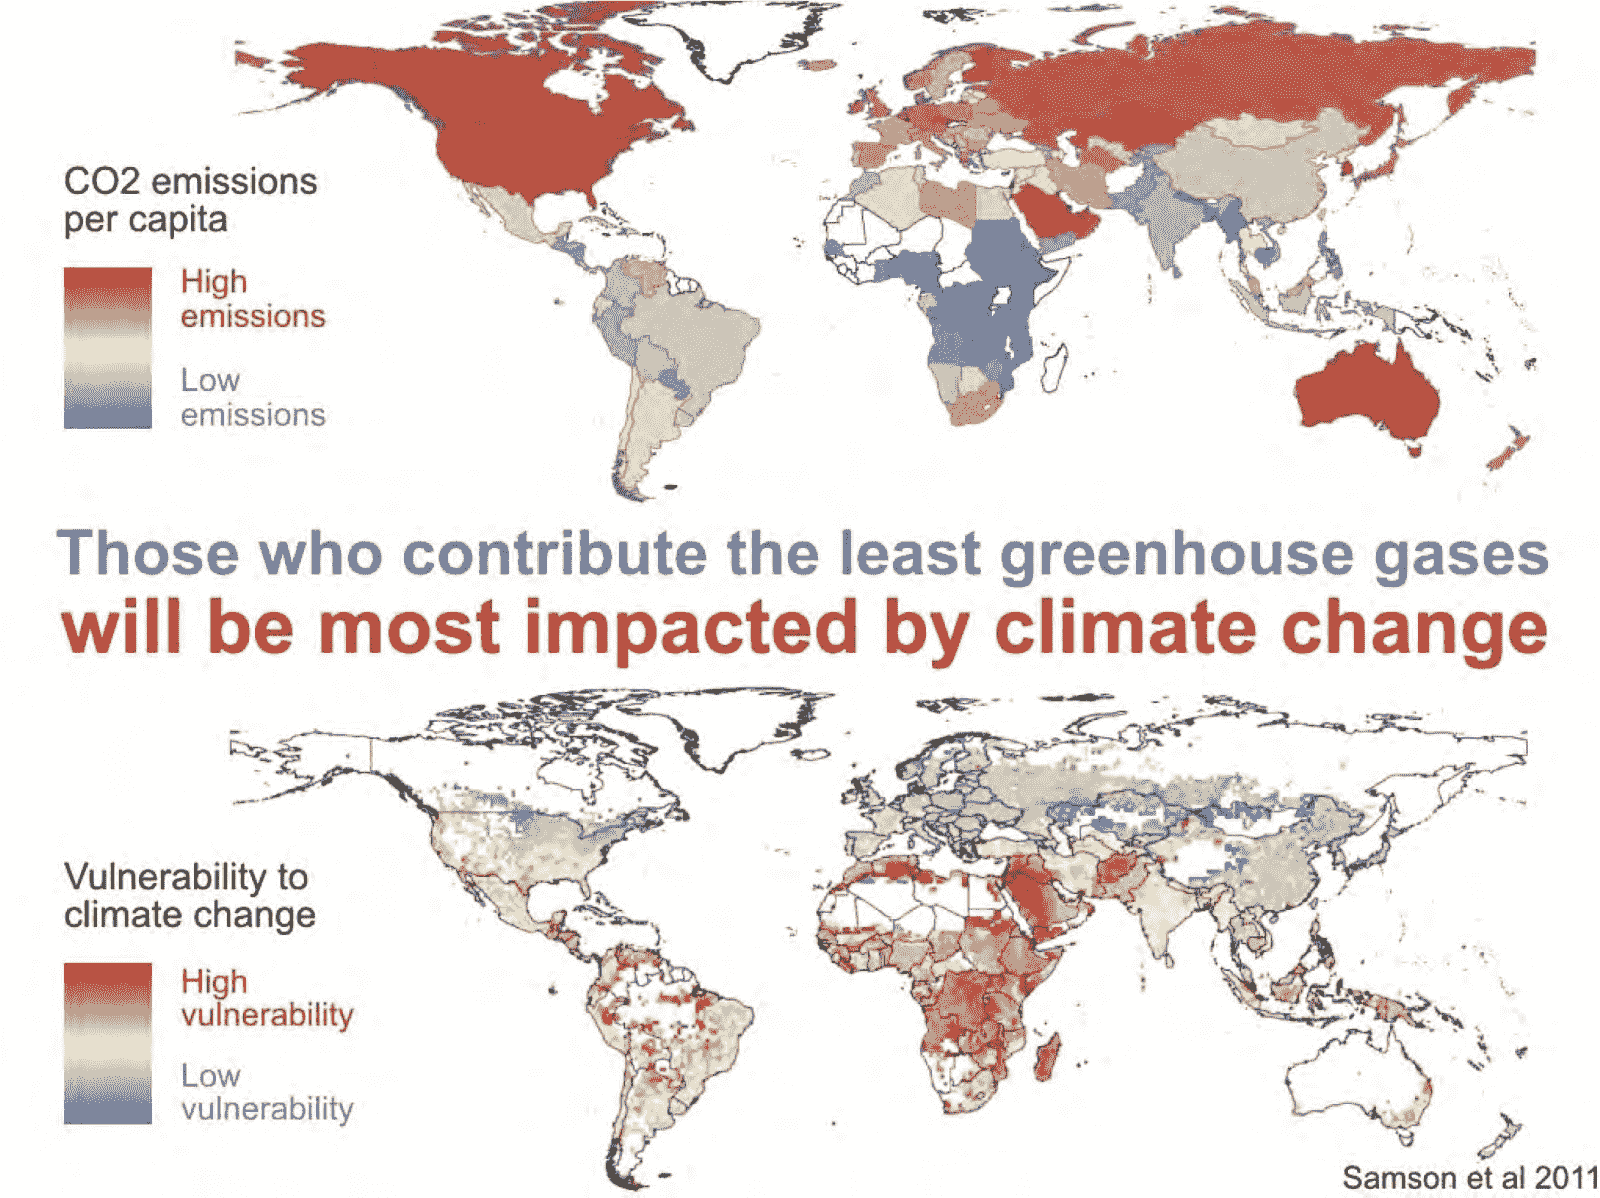 CO2 emissions
per capita
High
emissions
Low
emissions
Those who contribute the least greenhouse gases
will be most impacted by climate change
Vulnerability to
climate change
High
vulnerability
Low
vulnerability
Samson et al 2011